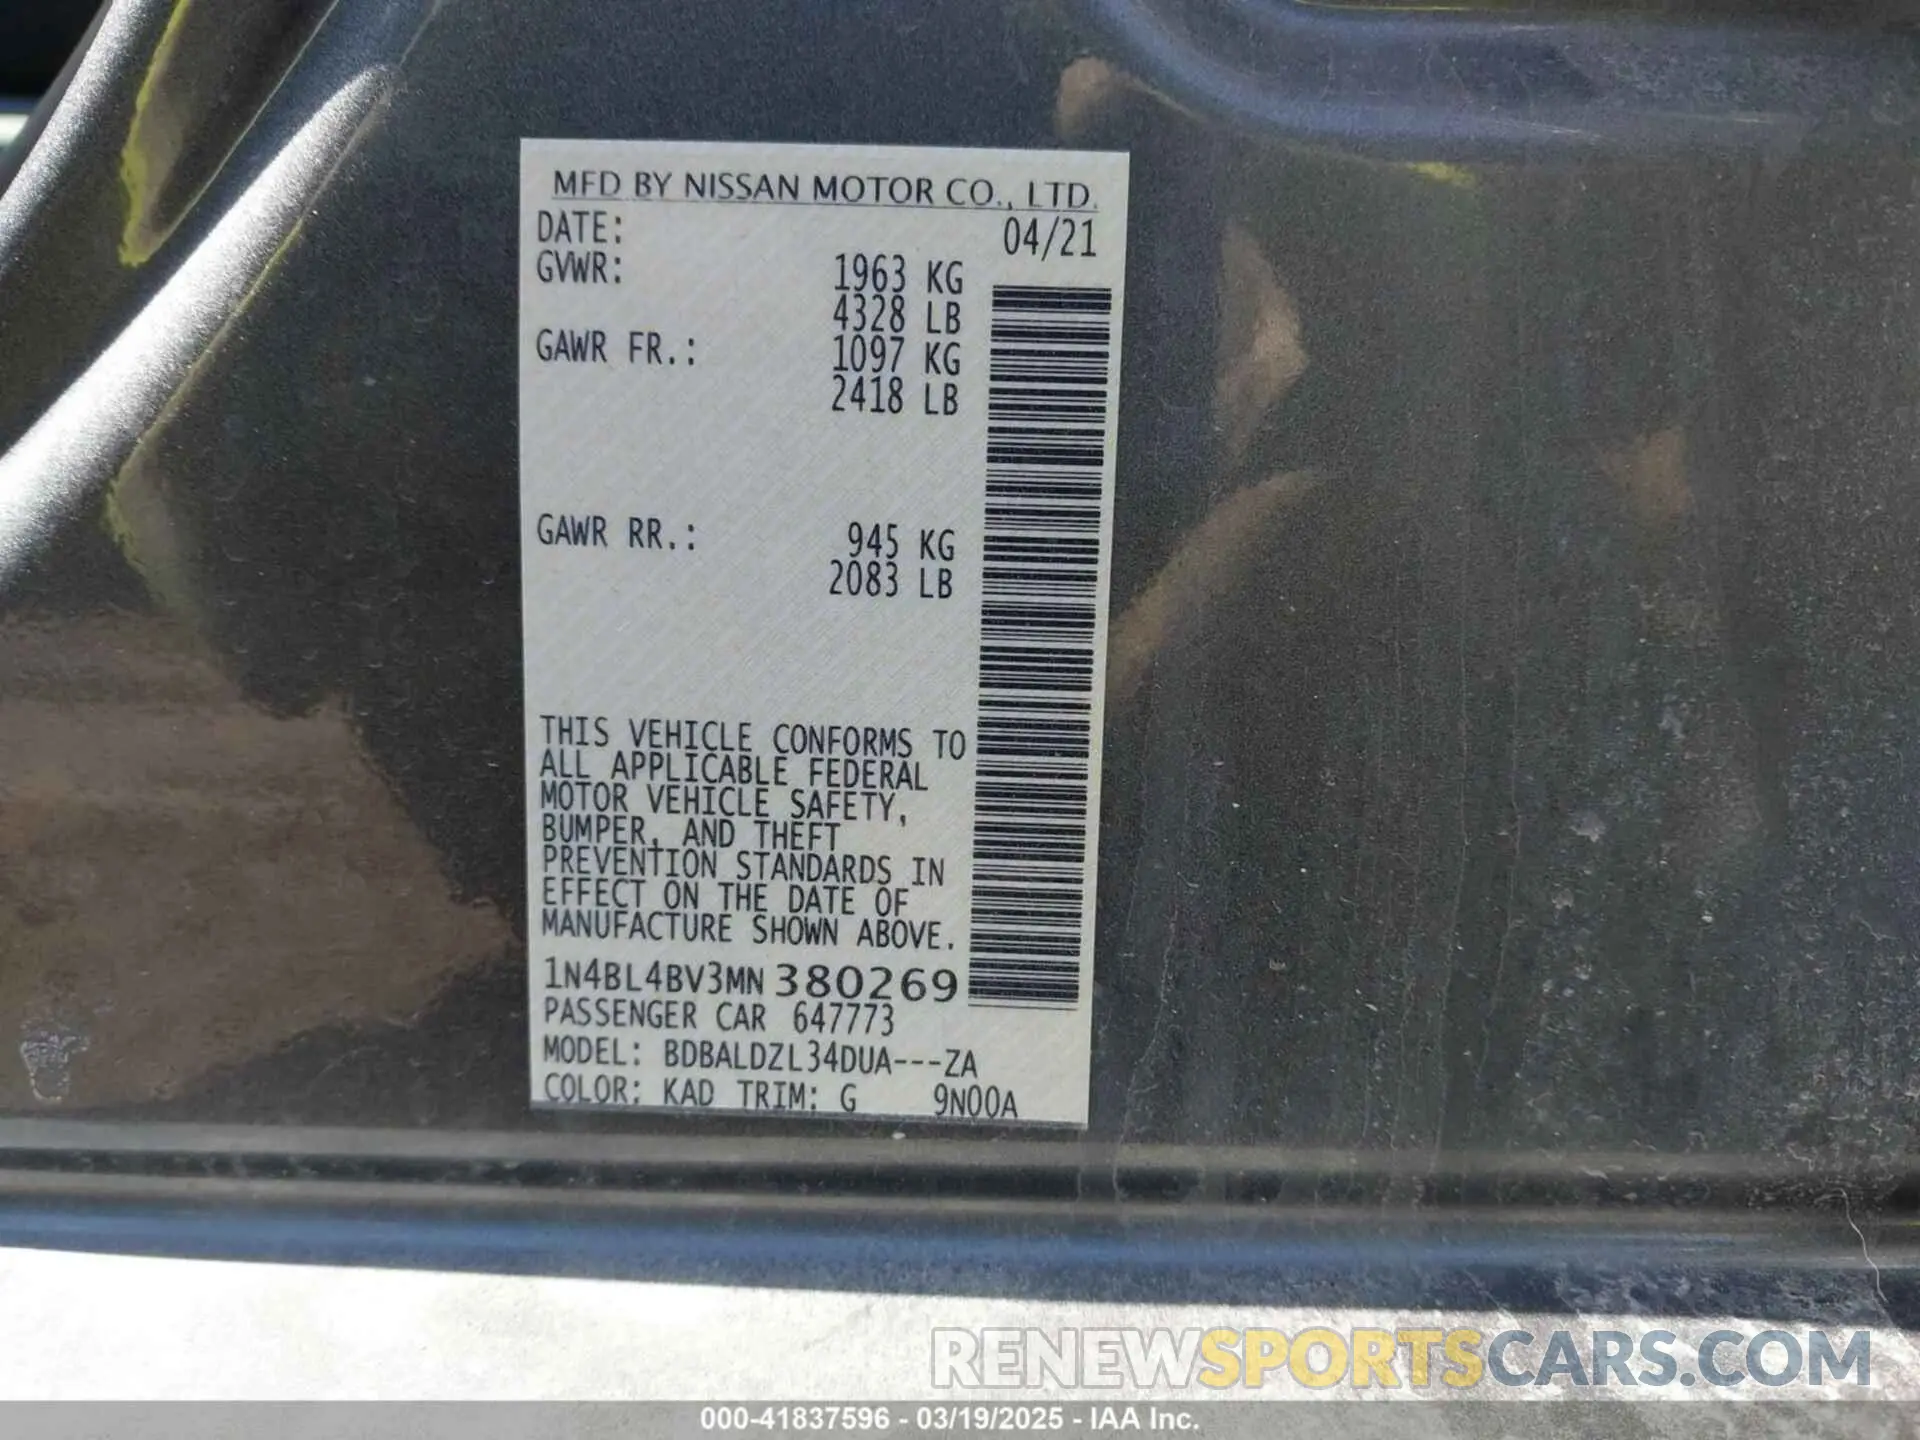 MFD BY NISSAN MOTOR CO., LTD.
DATE: 04/21
GVWR: 1963 KG
4328 LB
GAWR FR.: 1097 KG
2418 LB
GAWR RR.: 945 KG
2083 LB
THIS VEHICLE CONFORMS TO
ALL APPLICABLE FEDERAL
MOTOR VEHICLE SAFETY,
BUMPER, AND THEFT
PREVENTION STANDARDS IN
EFFECT ON THE DATE OF
MANUFACTURE SHOWN ABOVE.
1N4BL4BV3MN380269
PASSENGER CAR 647773
MODEL: BDBALDZL34DUA---ZA
COLOR: KAD TRIM: G 9N00A
RENEWSPORTSCARS.COM
000-41837596 - 03/19/2025 - IAA Inc.